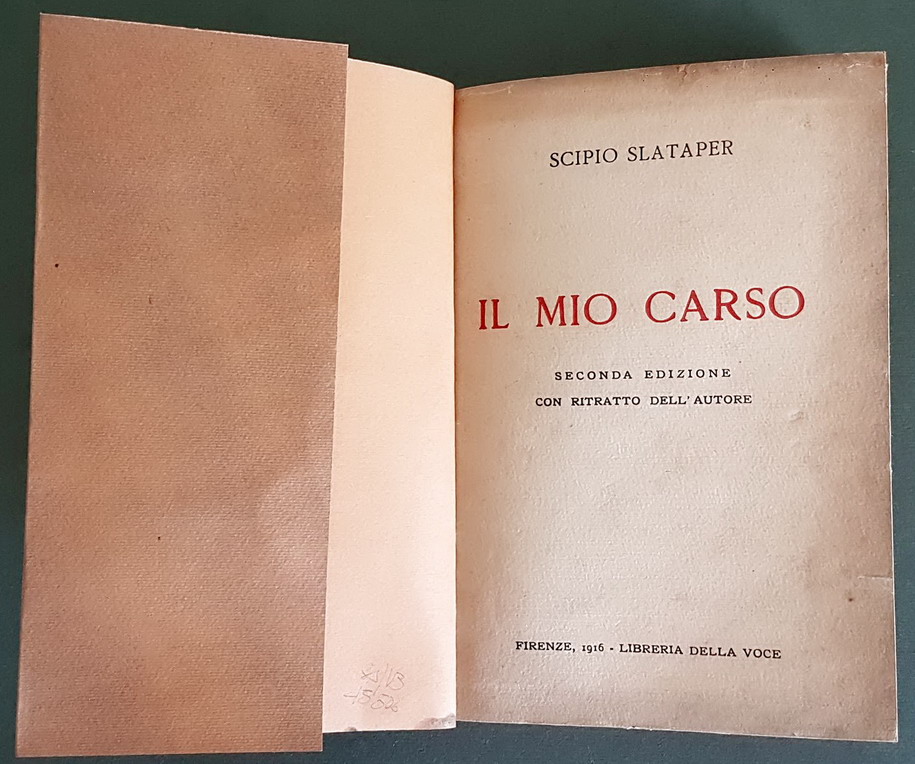 SCIPIO SLATAPER
IL MIO CARSO
SECONDA EDIZIONE
CON RITRATTO DELL'AUTORE
FIRENZE, 1916 - LIBRERIA DELLA VOCE